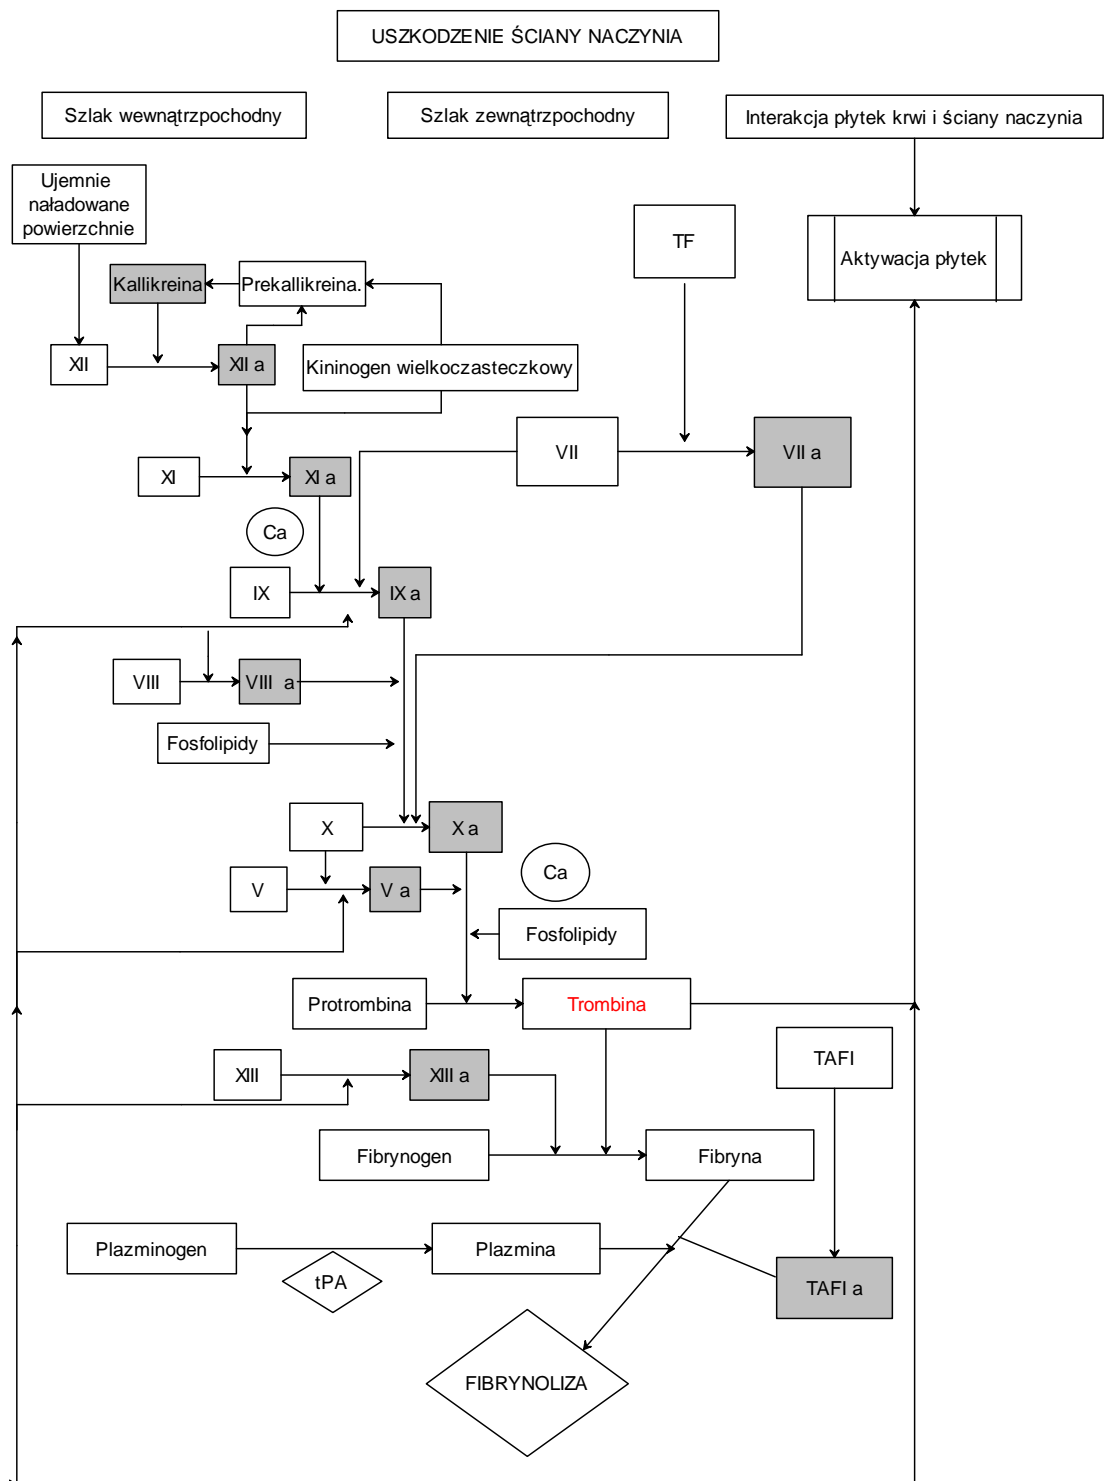 USZKODZENIE ŚCIANY NACZYNIA
Szlak wewnątrzpochodny
Szlak zewnątrzpochodny
Interakcja płytek krwi i ściany naczynia
Ujemnie
naładowane
powierzchnie
TF
Aktywacja płytek
Kallikreina
Prekallikreina.
XII
XII a
Kininogen wielkoczasteczkowy
VII
VII a
XI
XI a
Ca
IX
IX a
VIII
VIII a
Fosfolipidy
X
X a
Ca
V
V a
Fosfolipidy
Protrombina
Trombina
TAFI
XIII
XIII a
Fibrynogen
Fibryna
Plazminogen
Plazmina
tPA
TAFI a
FIBRYNOLIZA